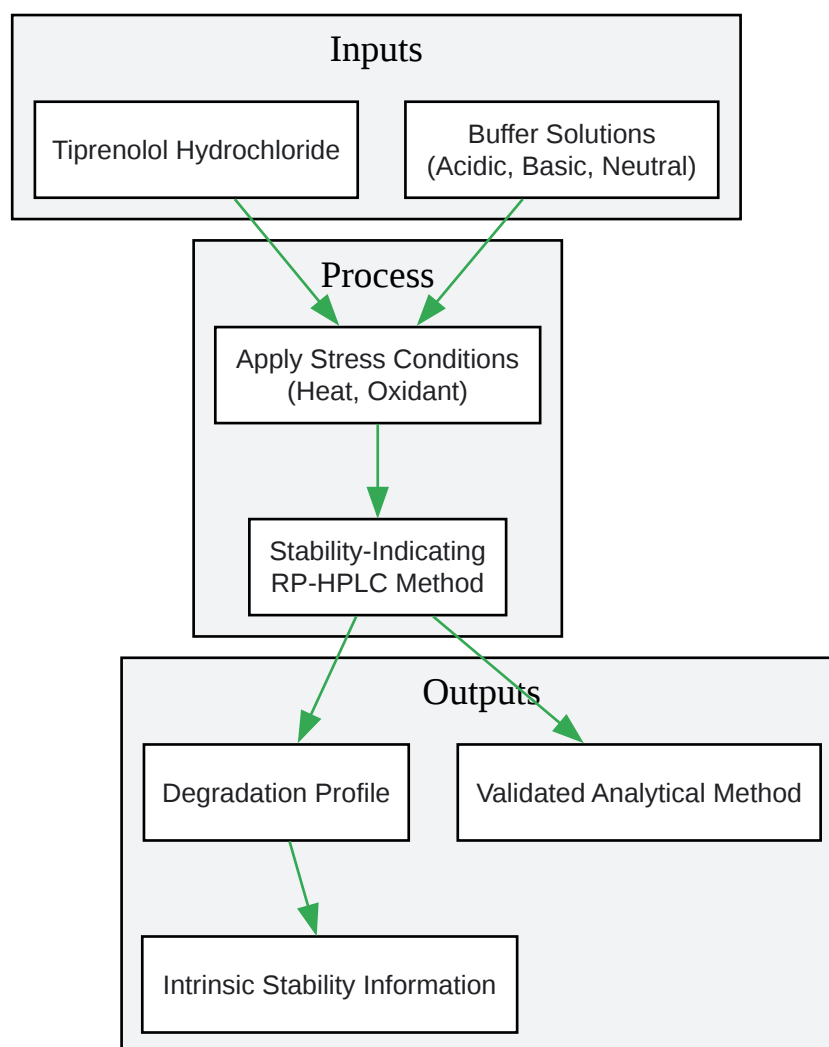 Inputs
Tiprenolol Hydrochloride
Buffer Solutions
(Acidic, Basic, Neutral)
Process
Apply Stress Conditions
(Heat, Oxidant)
Stability-Indicating
RP-HPLC Method
Outputs
Degradation Profile
Validated Analytical Method
Intrinsic Stability Information